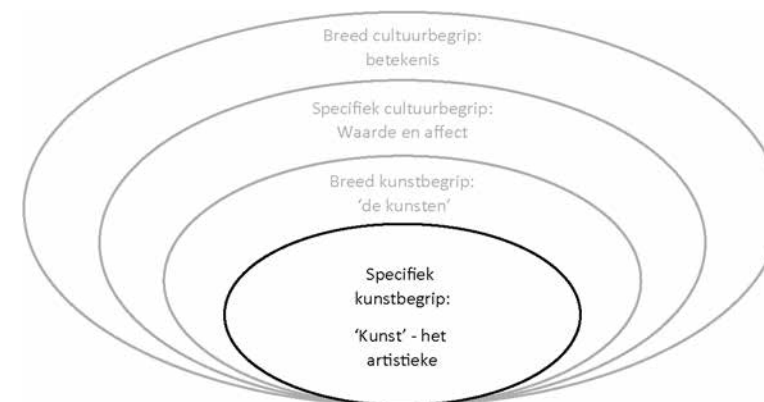 Breed cultuurbegrip:
betekenis
Specifiek cultuurbegrip:
Waarde en affect
Breed kunstbegrip:
‘de kunsten’
Specifiek
kunstbegrip:
‘Kunst’ - het
artistieke